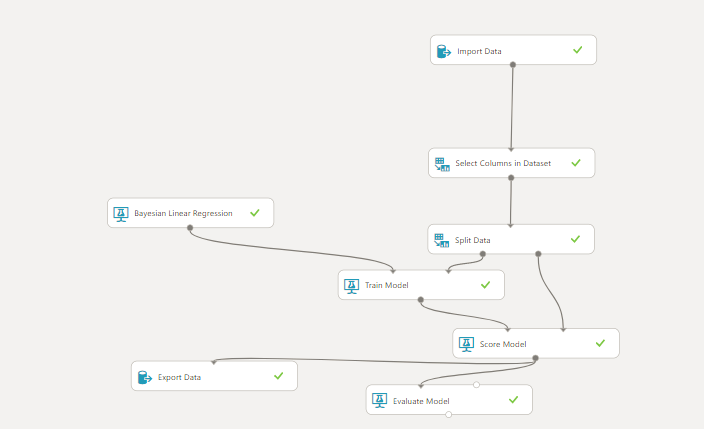 Import Data
Select Columns in Dataset
Bayesian Linear Regression
Split Data
Train Model
Score Model
Export Data
Evaluate Model